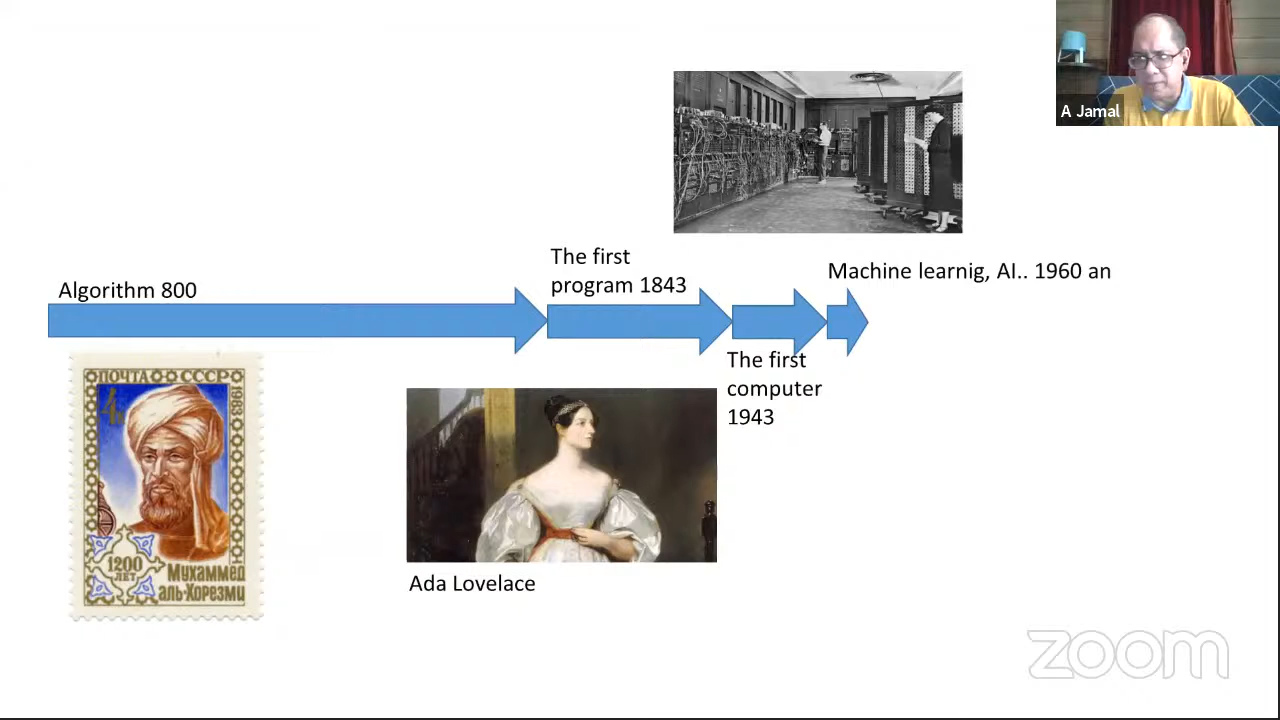 A Jamal
The first
program 1843
Machine learnig, AI.. 1960 an
Algorithm 800
The first
computer
1943
ПОЧТА СССР
1983
4к
1200
ЛЕТ
Мухаммед
аль-Хорезми
Ada Lovelace
zoom